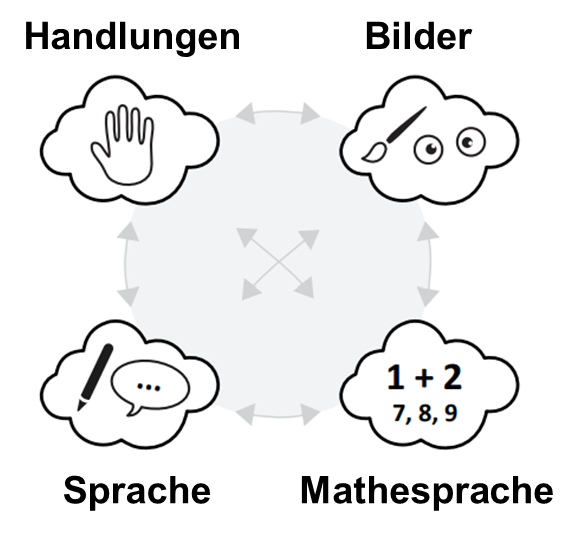 Handlungen
Bilder
...
1 + 2
7, 8, 9
Sprache
Mathesprache